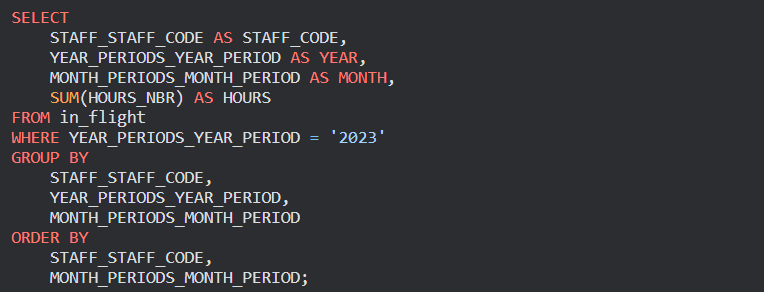 SELECT
    STAFF_STAFF_CODE AS STAFF_CODE,
    YEAR_PERIODS_YEAR_PERIOD AS YEAR,
    MONTH_PERIODS_MONTH_PERIOD AS MONTH,
    SUM(HOURS_NBR) AS HOURS
FROM in_flight
WHERE YEAR_PERIODS_YEAR_PERIOD = '2023'
GROUP BY
    STAFF_STAFF_CODE,
    YEAR_PERIODS_YEAR_PERIOD,
    MONTH_PERIODS_MONTH_PERIOD
ORDER BY
    STAFF_STAFF_CODE,
    MONTH_PERIODS_MONTH_PERIOD;